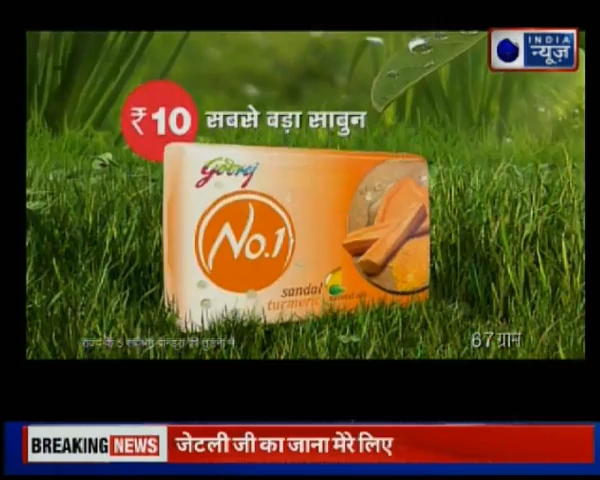 INDIA
न्यूज़
₹10 सबसे बड़ा साबुन
Godrej
No.1
sandal
turmeric
67 ग्राम
BREAKING NEWS जेटली जी का जाना मेरे लिए